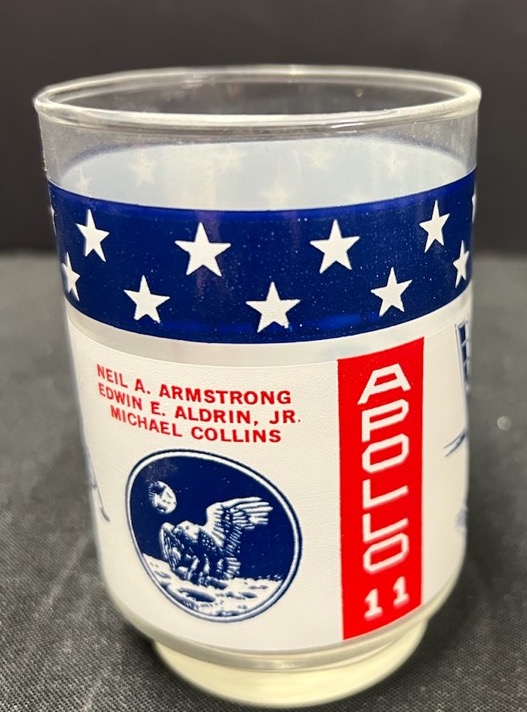 NEIL A. ARMSTRONG
EDWIN E. ALDRIN, JR.
MICHAEL COLLINS
APOLLO 11